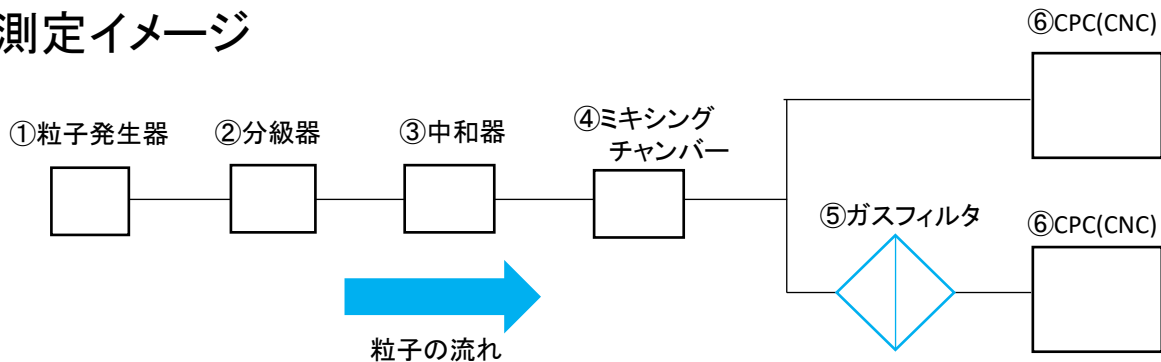 測定イメージ
⑥CPC(CNC)
①粒子発生器
②分級器
③中和器
④ミキシング
チャンバー
⑤ガスフィルタ
⑥CPC(CNC)
粒子の流れ